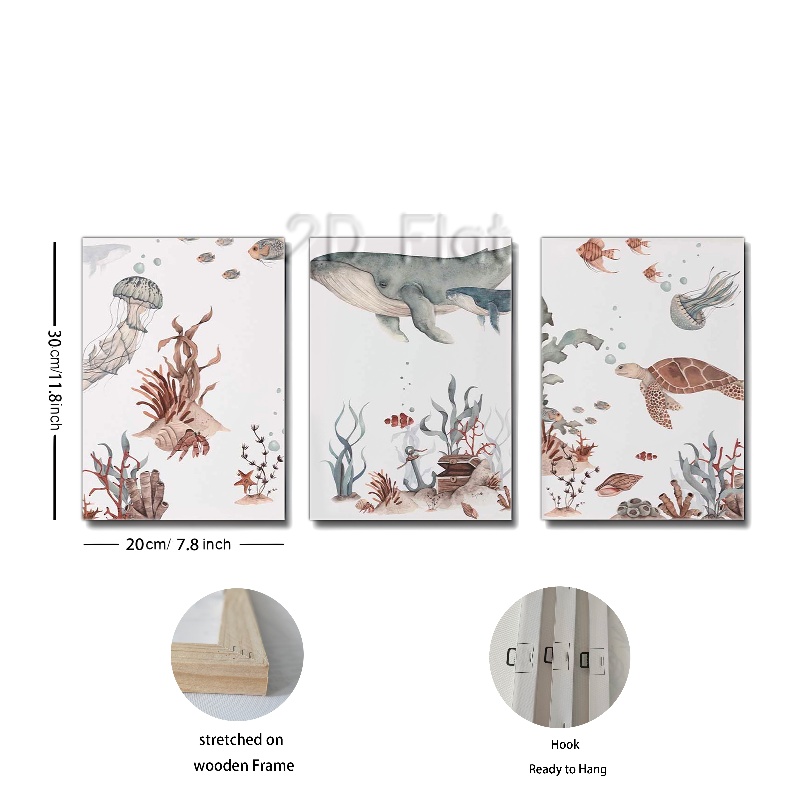 2D Flat
30cm/11.8inch
20cm/ 7.8 inch
stretched on
wooden Frame
Hook
Ready to Hang